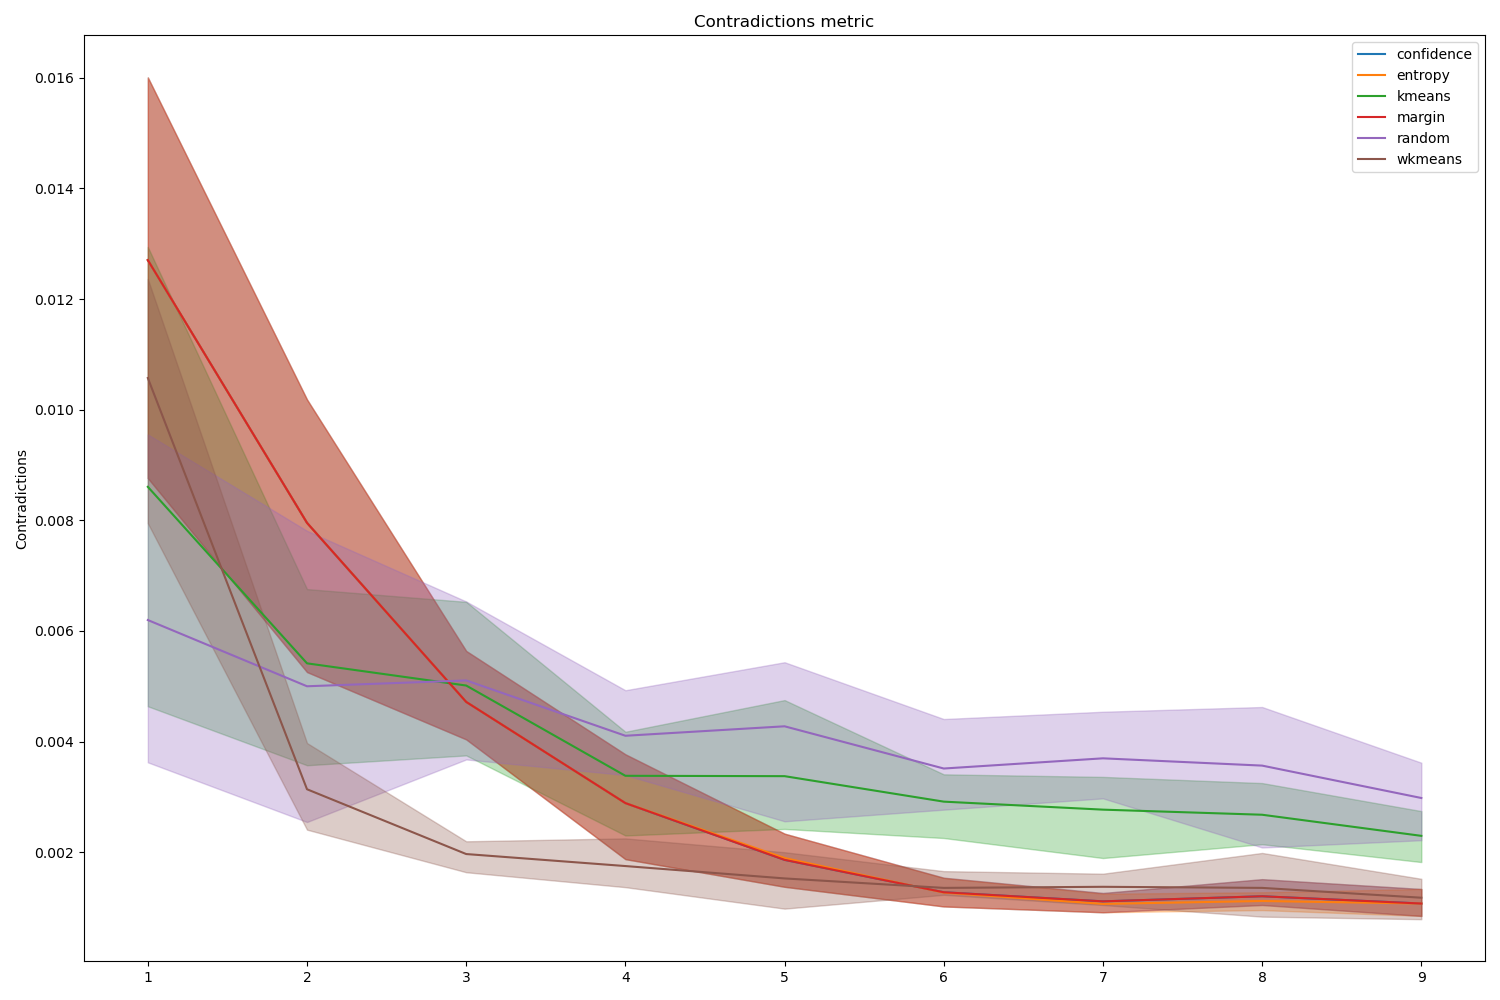 Contradictions metric
confidence
entropy
kmeans
margin
random
wkmeans
Contradictions
0.016
0.014
0.012
0.010
0.008
0.006
0.004
0.002
1 2 3 4 5 6 7 8 9